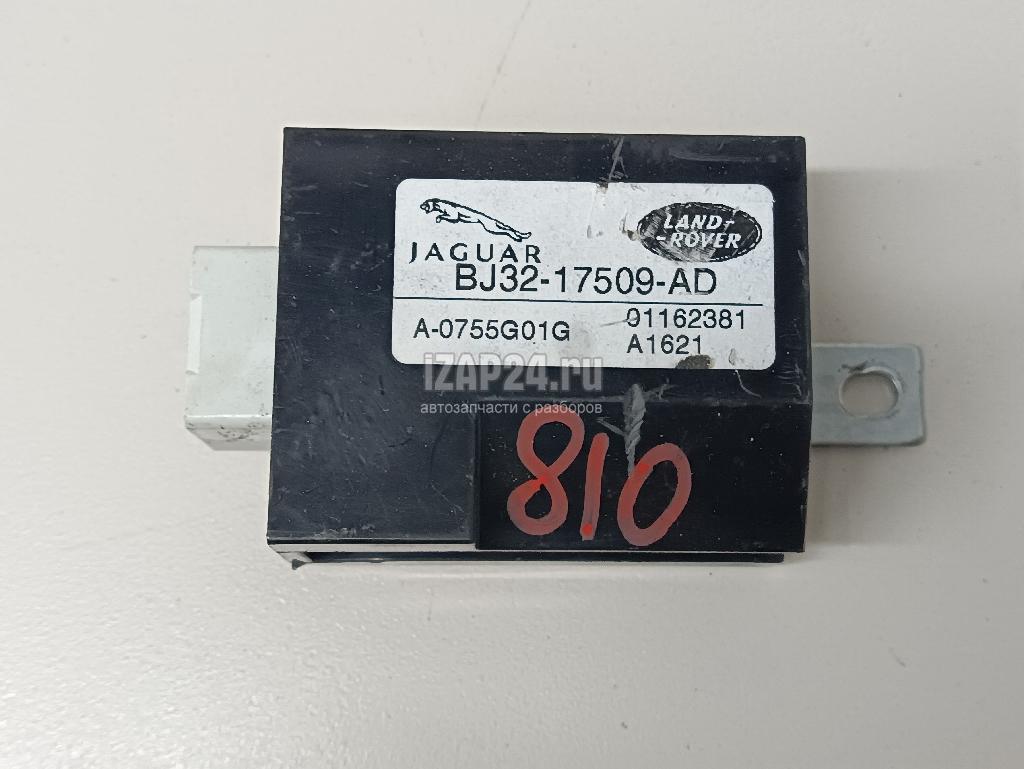 JAGUAR
LAND-
-ROVER
BJ32-17509-AD
A-0755G01G
01162381
A1621
iZAP24.ru
автозапчасти с разборов
810